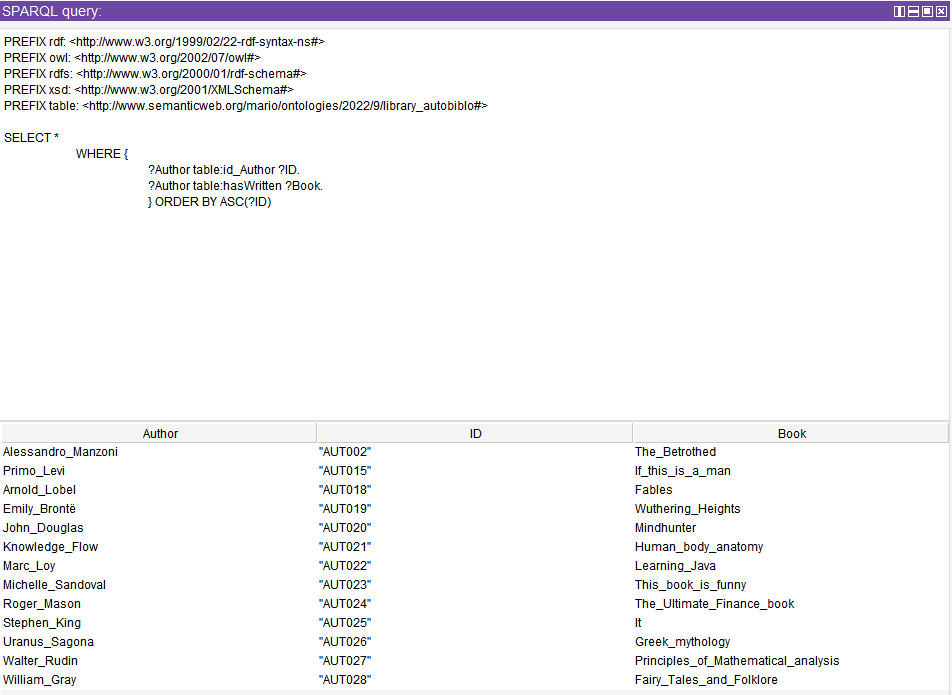 SPARQL query:
PREFIX rdf: <http://www.w3.org/1999/02/22-rdf-syntax-ns#>
PREFIX owl: <http://www.w3.org/2002/07/owl#>
PREFIX rdfs: <http://www.w3.org/2000/01/rdf-schema#>
PREFIX xsd: <http://www.w3.org/2001/XMLSchema#>
PREFIX table: <http://www.semanticweb.org/mario/ontologies/2022/9/library_autobiblo#>
SELECT *
WHERE {
?Author table:id_Author ?ID.
?Author table:hasWritten ?Book.
} ORDER BY ASC(?ID)
Author ID Book
Alessandro_Manzoni "AUT002" The_Betrothed
Primo_Levi "AUT015" If_this_is_a_man
Arnold_Lobel "AUT018" Fables
Emily_Brontë "AUT019" Wuthering_Heights
John_Douglas "AUT020" Mindhunter
Knowledge_Flow "AUT021" Human_body_anatomy
Marc_Loy "AUT022" Learning_Java
Michelle_Sandoval "AUT023" This_book_is_funny
Roger_Mason "AUT024" The_Ultimate_Finance_book
Stephen_King "AUT025" It
Uranus_Sagona "AUT026" Greek_mythology
Walter_Rudin "AUT027" Principles_of_Mathematical_analysis
William_Gray "AUT028" Fairy_Tales_and_Folklore